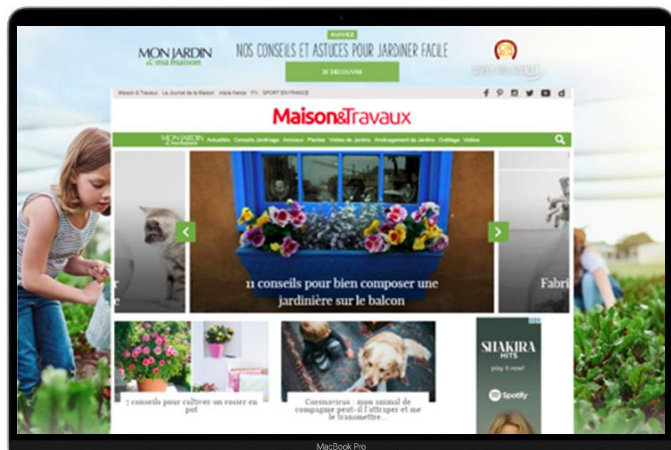 SUIVEZ
MON JARDIN
& ma maison
NOS CONSEILS ET ASTUCES POUR JARDINER FACILE
JE DÉCOUVRE
Maison & Travaux Le Journal de la Maison marie france SPORT EN FRANCE
Maison&Travaux
MON JARDIN
& ma maison
Actualités Conseils Jardinage Animaux Plantes Visites de Jardins Aménagement de Jardins Outillage Vidéos
11 conseils pour bien composer une
jardinière sur le balcon
Fabri
7 conseils pour cultiver un rosier en
pot
Coronavirus : mon animal de
compagnie peut-il l'attraper et me
le transmettre...
SHAKIRA
HITS
play it now!
Spotify
MacBook Pro